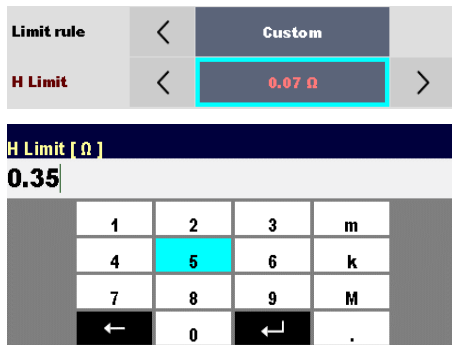 Limit rule < Custom
H Limit < 0.07 Ω >
H Limit [ Ω ]
0.35
1 2 3 m
4 5 6 k
7 8 9 M
← 0 ↵ .